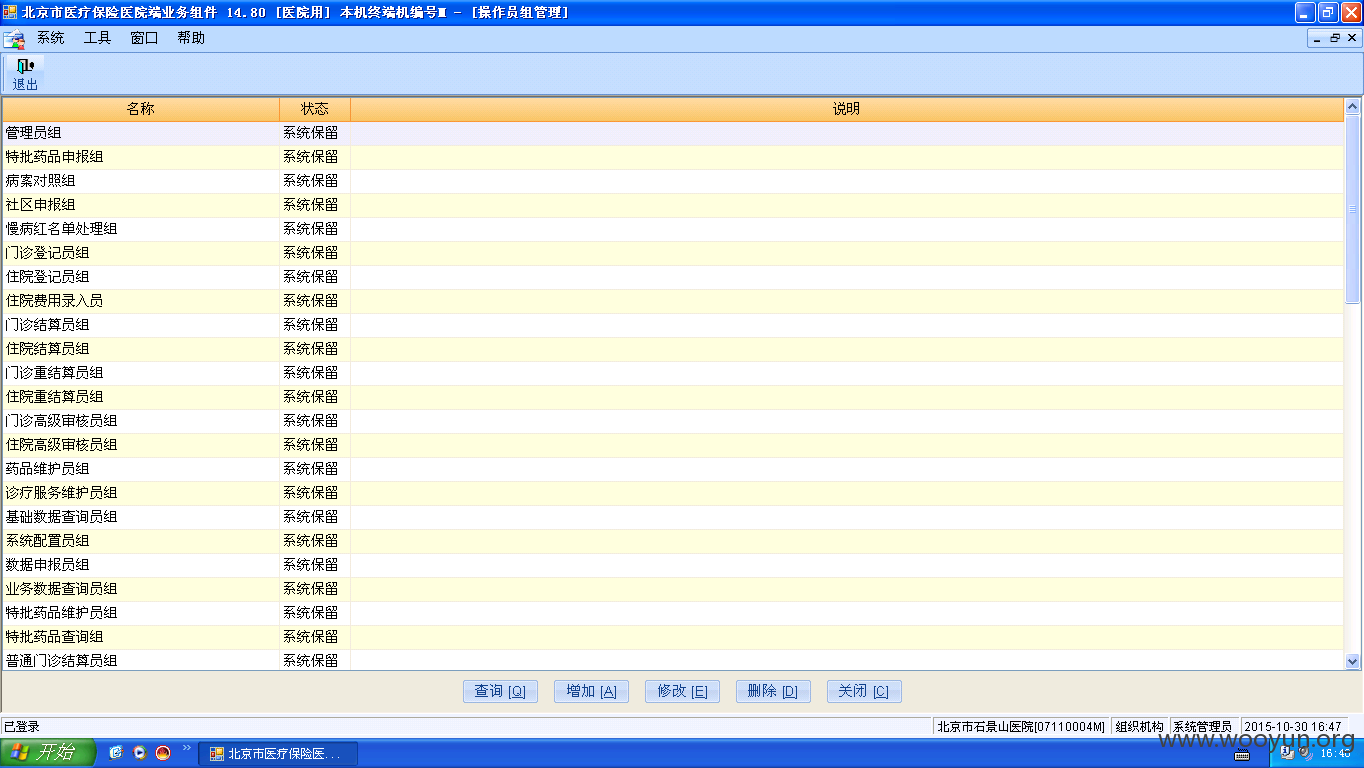 北京市医疗保险医院端业务组件 14.80 [医院用] 本机终端机编号M - [操作员组管理]
系统 工具 窗口 帮助
退出
名称 状态 说明
管理员组 系统保留
特批药品申报组 系统保留
病案对照组 系统保留
社区申报组 系统保留
慢病红名单处理组 系统保留
门诊登记员组 系统保留
住院登记员组 系统保留
住院费用录入员 系统保留
门诊结算员组 系统保留
住院结算员组 系统保留
门诊重结算员组 系统保留
住院重结算员组 系统保留
门诊高级审核员组 系统保留
住院高级审核员组 系统保留
药品维护员组 系统保留
诊疗服务维护员组 系统保留
基础数据查询员组 系统保留
系统配置员组 系统保留
数据申报员组 系统保留
业务数据查询员组 系统保留
特批药品维护员组 系统保留
特批药品查询组 系统保留
普通门诊结算员组 系统保留
查询 [Q] 增加 [A] 修改 [E] 删除 [D] 关闭 [C]
已登录 北京市石景山医院[07110004M] 组织机构 系统管理员 2015-10-30 16:47
www.wooyun.org
开始 北京市医疗保险医... 16:48